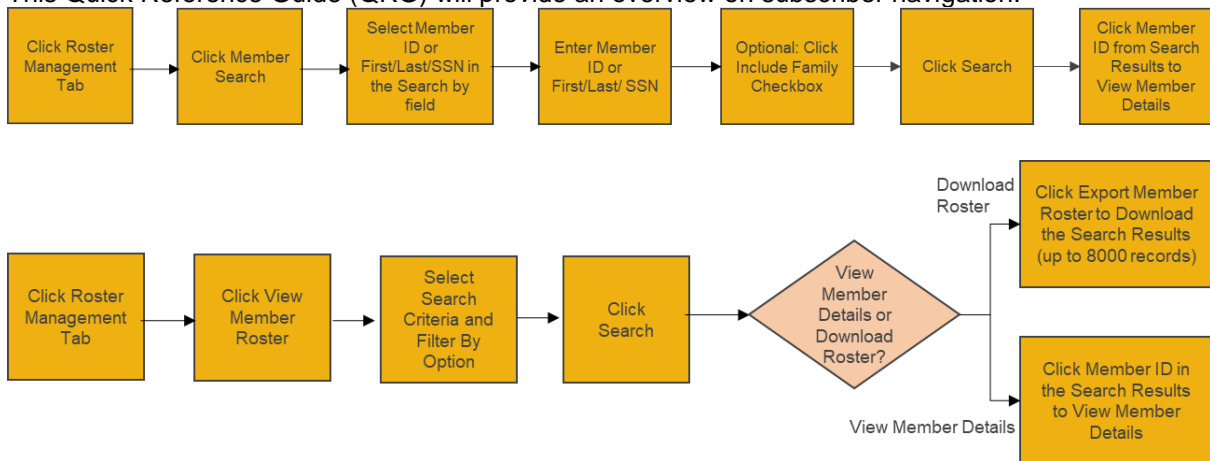 This Quick Reference Guide (QRG) will provide an overview on subscriber navigation.
Click Roster
Management
Tab
Click Member
Search
Select Member
ID or
First/Last/SSN in
the Search by
field
Enter Member
ID or
First/Last/ SSN
Optional: Click
Include Family
Checkbox
Click Search
Click Member
ID from Search
Results to
View Member
Details
Click Roster
Management
Tab
Click View
Member
Roster
Select
Search
Criteria and
Filter By
Option
Click
Search
View
Member
Details or
Download
Roster?
Download
Roster
Click Export Member
Roster to Download
the Search Results
(up to 8000 records)
View Member Details
Click Member ID in
the Search Results
to View Member
Details